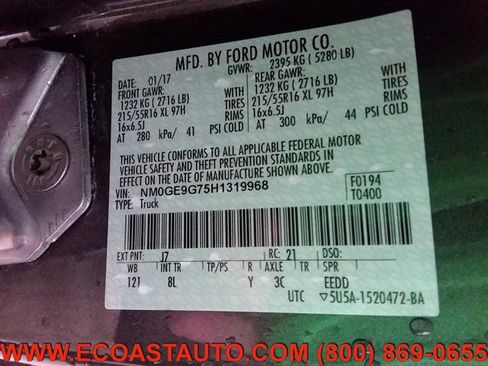 MFD. BY FORD MOTOR CO.
DATE: 01/17
GVWR: 2395 KG ( 5280 LB)
FRONT GAWR:
REAR GAWR:
1232 KG ( 2716 LB)
WITH
1232 KG ( 2716 LB)
WITH
215/55R16 XL 97H
TIRES
215/55R16 XL 97H
TIRES
16x6.5J
RIMS
16x6.5J
RIMS
AT 280 kPa/ 41 PSI COLD
AT 300 kPa/ 44 PSI COLD
THIS VEHICLE CONFORMS TO ALL APPLICABLE FEDERAL MOTOR
VEHICLE SAFETY AND THEFT PREVENTION STANDARDS IN
EFFECT ON THE DATE OF MANUFACTURE SHOWN ABOVE.
VIN: NM0GE9G75H1319968
TYPE: Truck
F0194
T0400
EXT PNT: J7 RC: 21 DSO:
WB INT TR TP/PS R AXLE TR SPR
121 8L Y 3C EEDD
UTC ▽5U5A-1520472-BA
WWW.ECOASTAUTO.COM (800) 869-0655